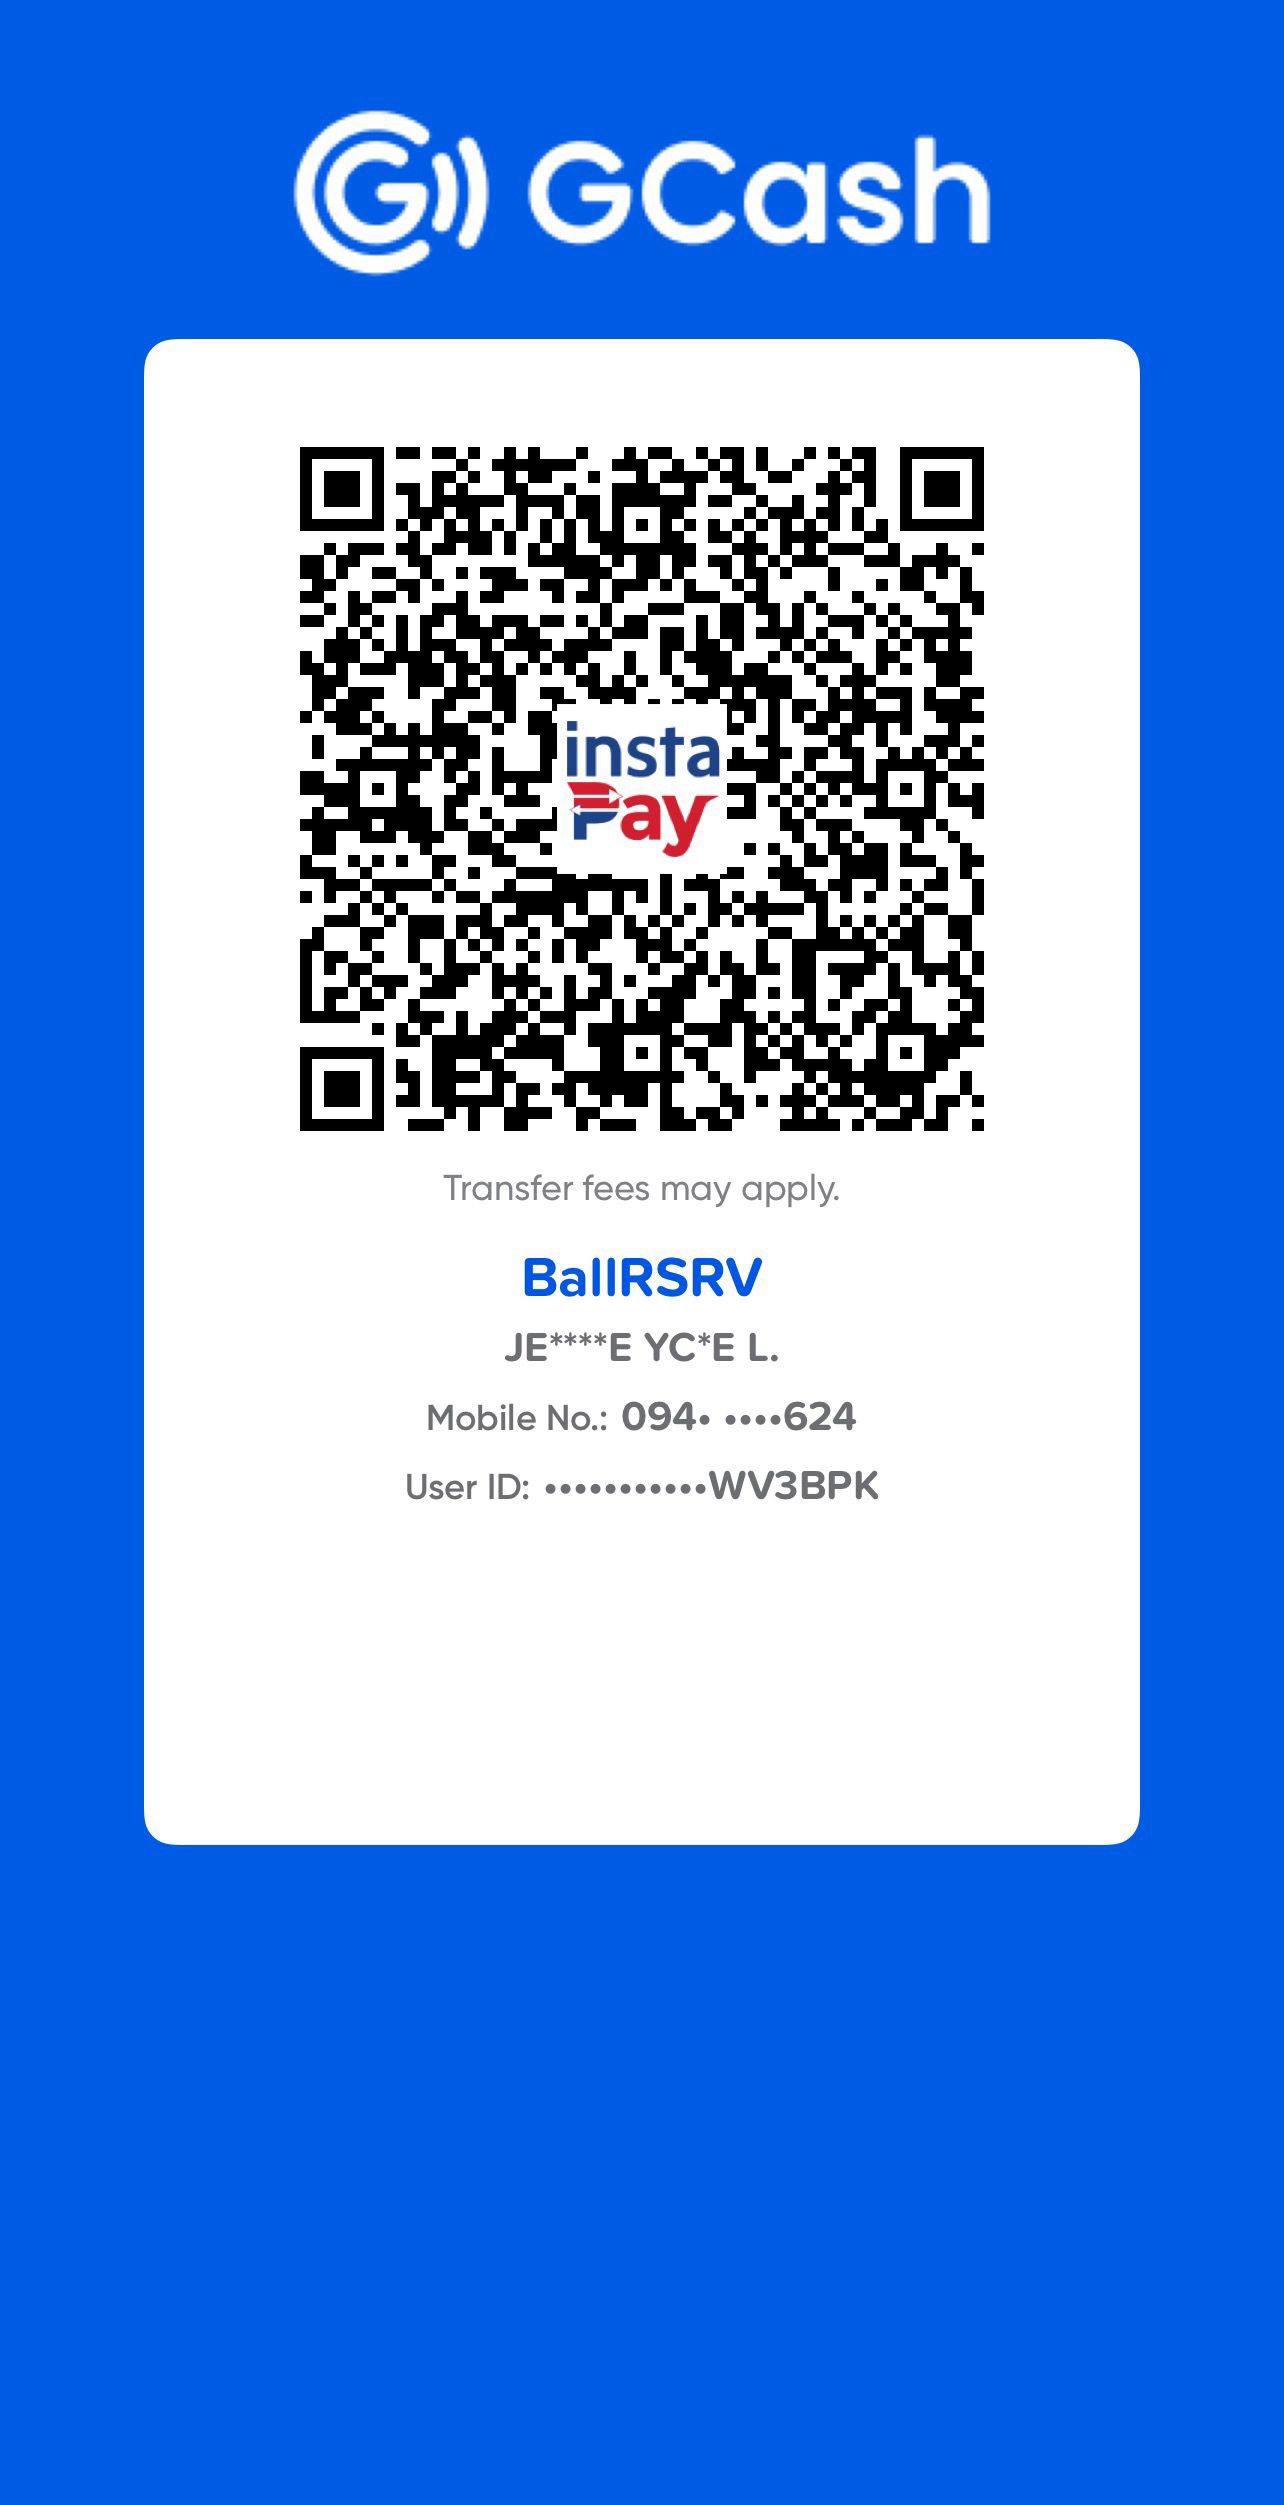 GCash
insta
Pay
Transfer fees may apply.
BallRSRV
JE****E YC*E L.
Mobile No.: 094• ••••624
User ID: •••••••••••WV3BPK